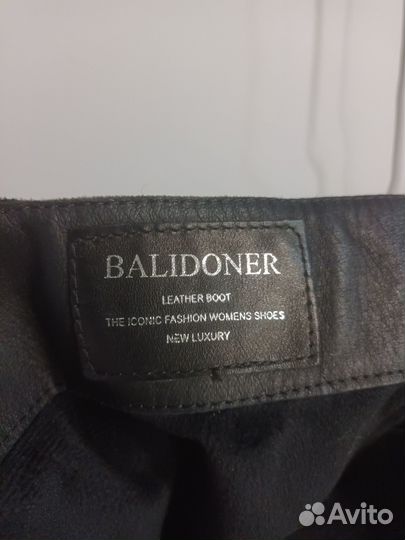 BALIDONER
LEATHER BOOT
THE ICONIC FASHION WOMENS SHOES
NEW LUXURY
Avito